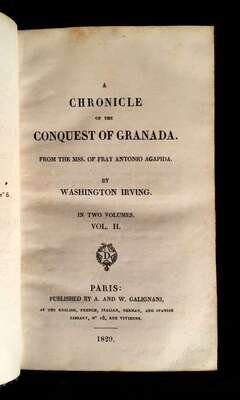 A
CHRONICLE
OF THE
CONQUEST OF GRANADA.
FROM THE MSS. OF FRAY ANTONIO AGAPIDA.
BY
WASHINGTON IRVING.
IN TWO VOLUMES.
VOL. II.
PARIS:
PUBLISHED BY A. AND W. GALIGNANI,
AT THE ENGLISH, FRENCH, ITALIAN, GERMAN, AND SPANISH
LIBRARY, Nº 18, RUE VIVIENNE.
1829.